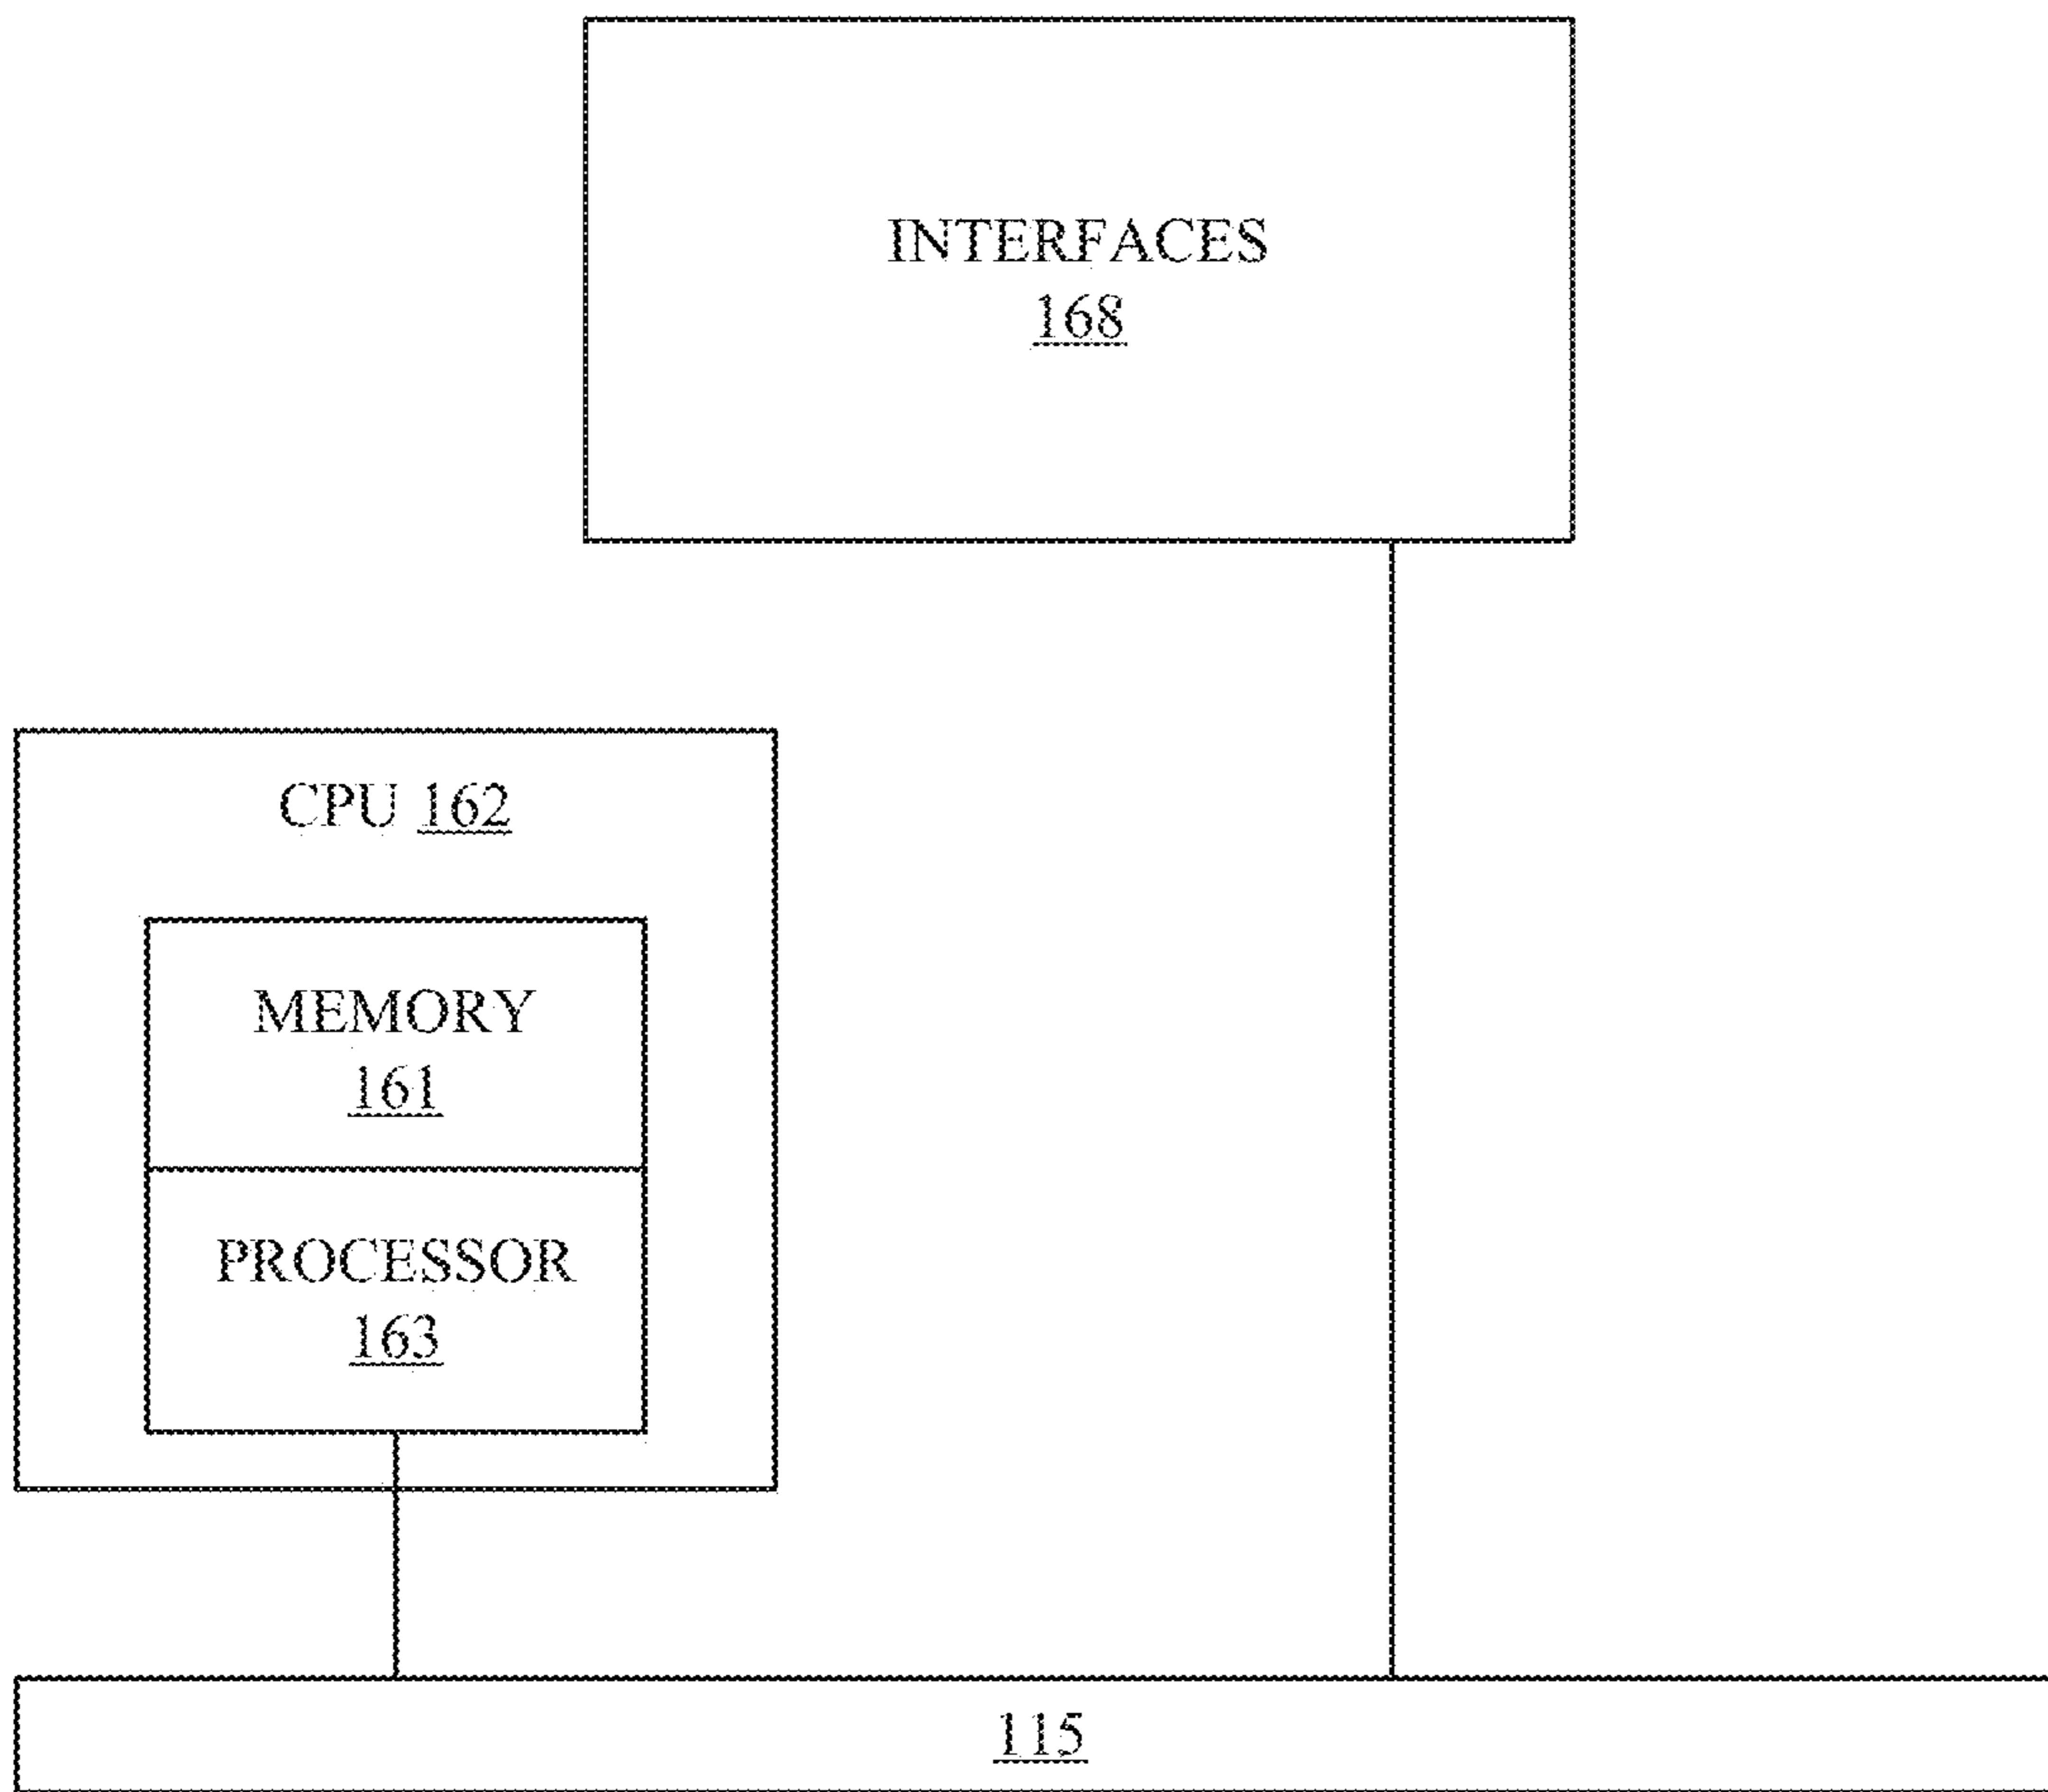 INTERFACES
168
CPU 162
MEMORY
161
PROCESSOR
163
115